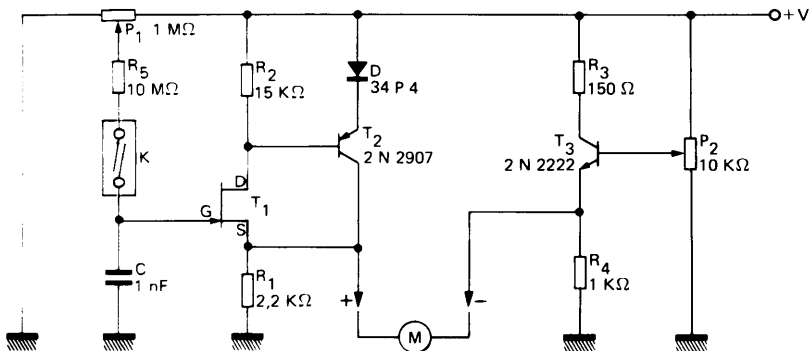 +V
P1 1 MΩ
R5
10 MΩ
K
R2
15 KΩ
D
34 P 4
T2
2 N 2907
R3
150 Ω
T3
2 N 2222
P2
10 KΩ
D
G
T1
S
C
1 nF
R1
2,2 KΩ
+
-
M
R4
1 KΩ